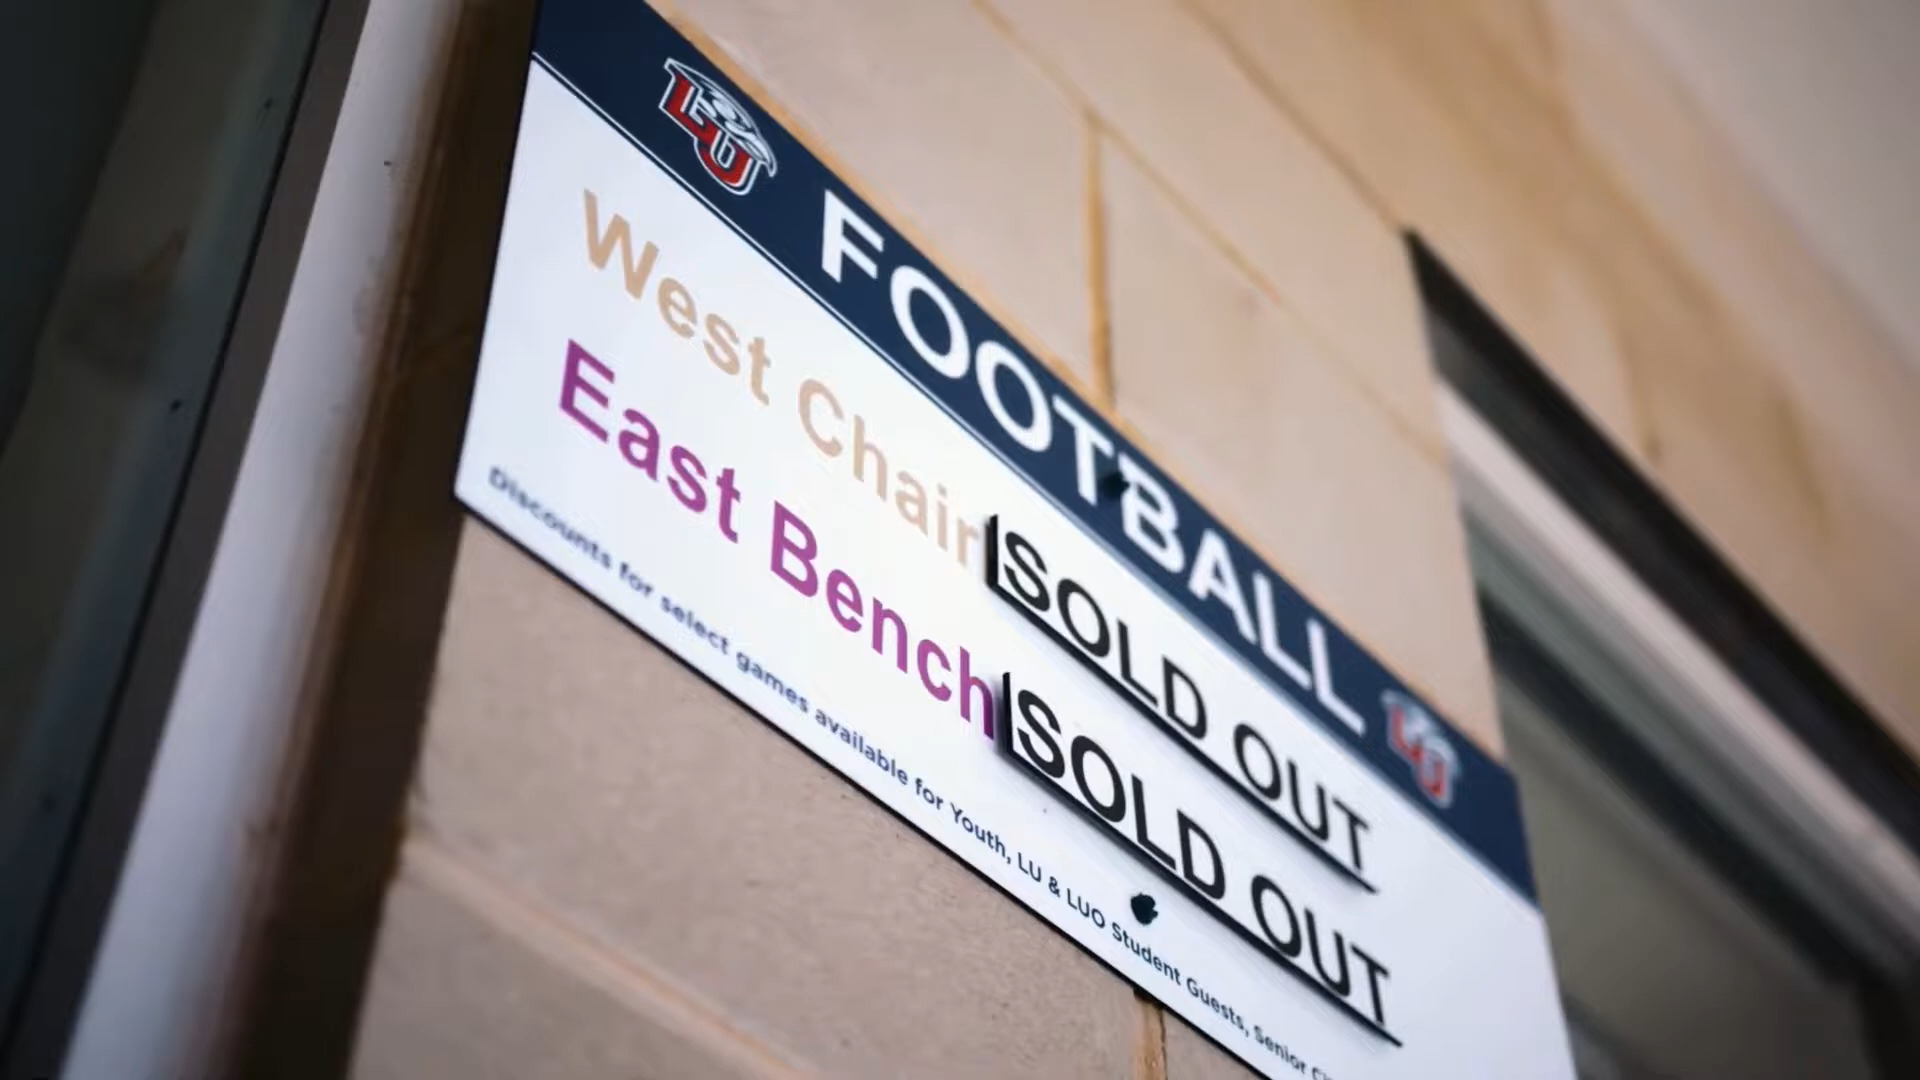 LU
FOOTBALL
LU
West Chair SOLD OUT
East Bench SOLD OUT
Discounts for select games available for Youth, LU & LUO Student Guests, Senior